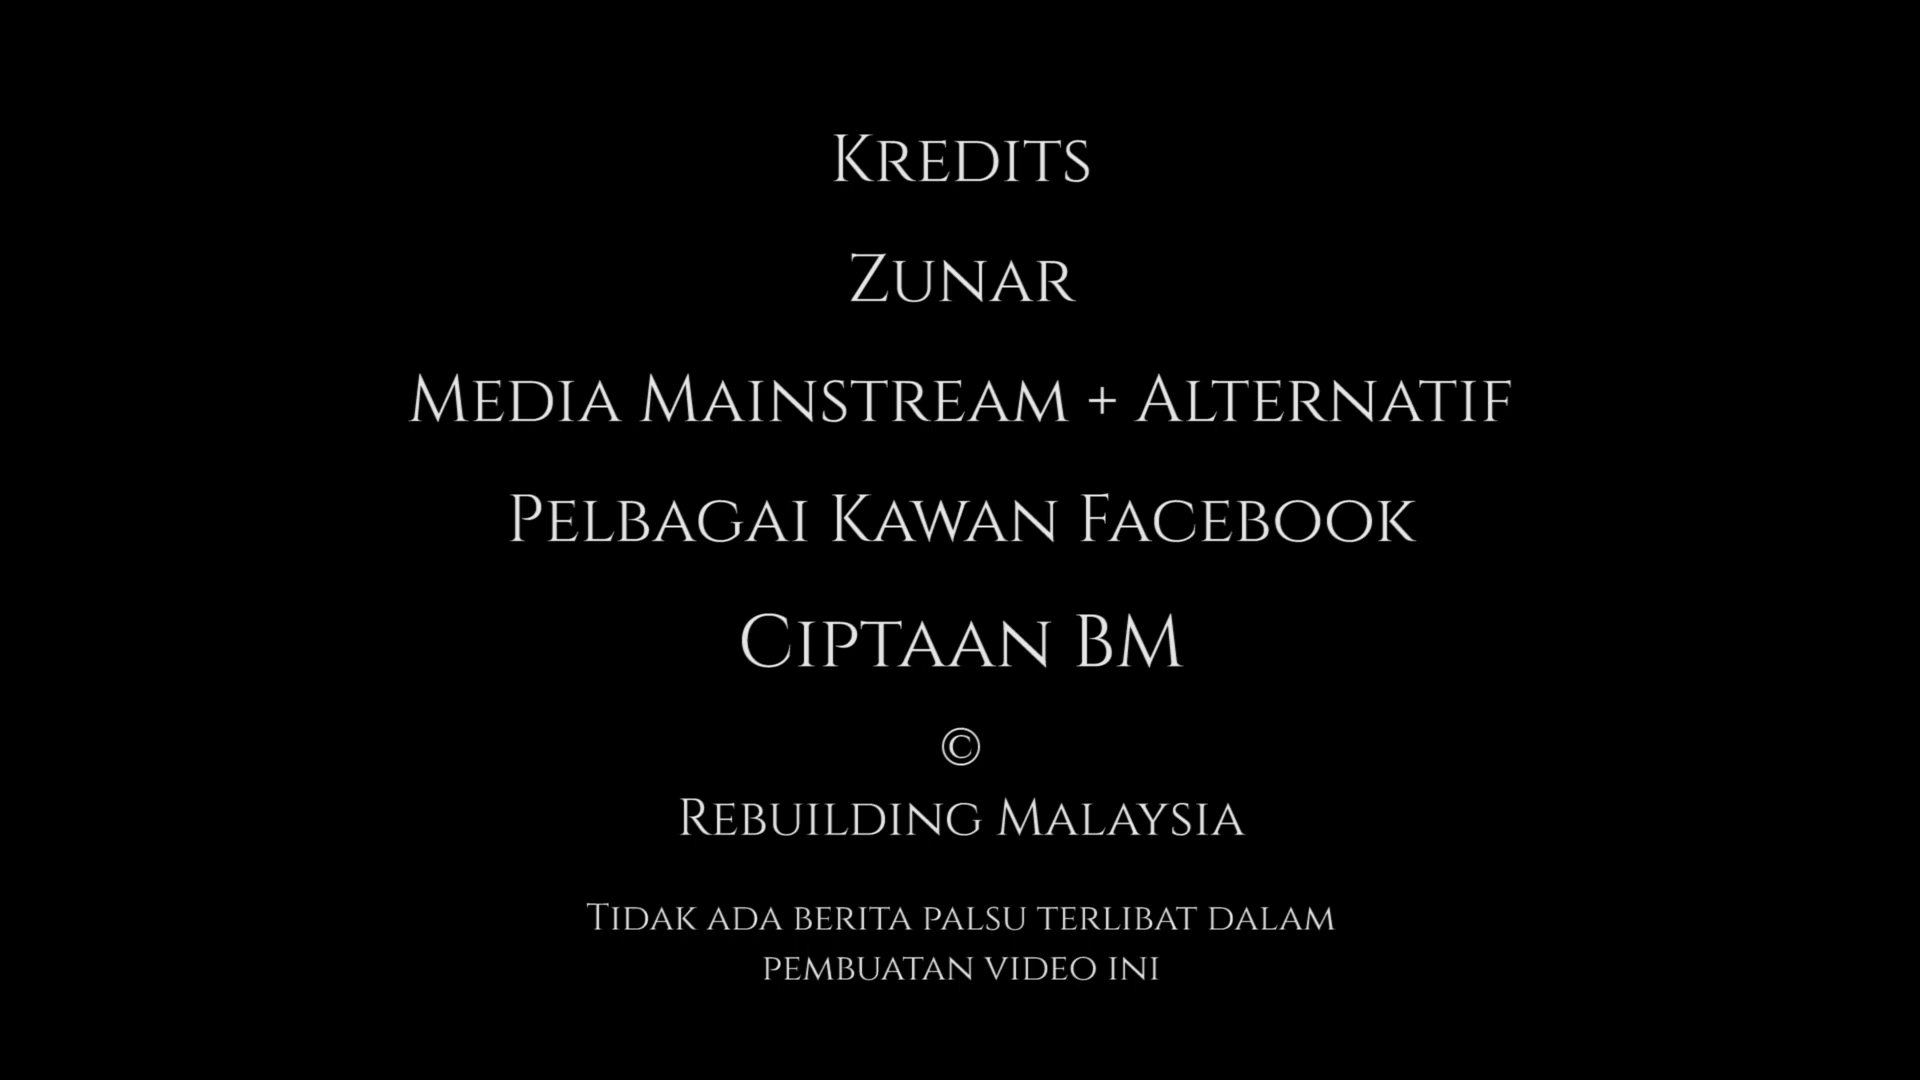 Kredits
Zunar
Media Mainstream + Alternatif
Pelbagai Kawan Facebook
Ciptaan BM
©
Rebuilding Malaysia
Tidak ada berita palsu terlibat dalam
pembuatan video ini